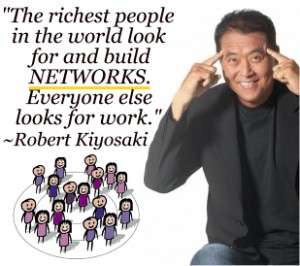 "The richest people
in the world look
for and build
NETWORKS.
Everyone else
looks for work."
~Robert Kiyosaki